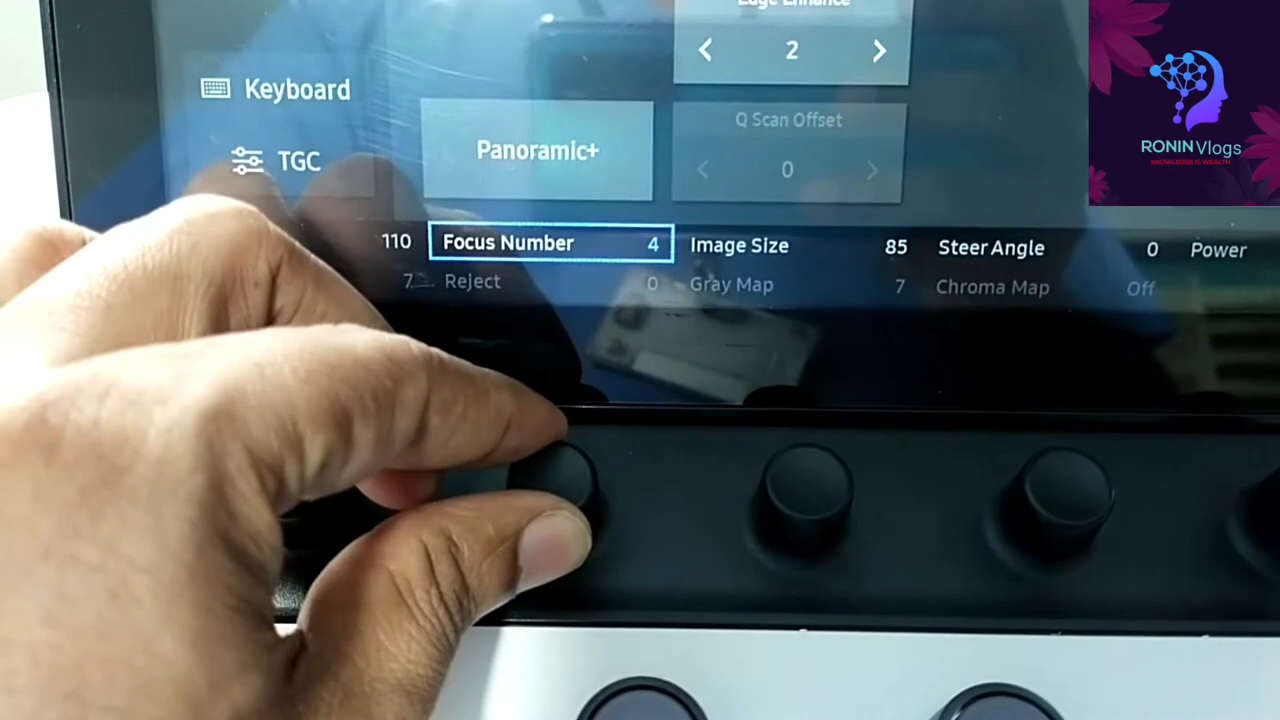 Edge Enhance
2
Keyboard
Panoramic+
Q Scan Offset
0
TGC
110 Focus Number 4 Image Size 85 Steer Angle 0 Power
7 Reject 0 Gray Map 7 Chroma Map Off
RONIN Vlogs
KNOWLEDGE IS WEALTH